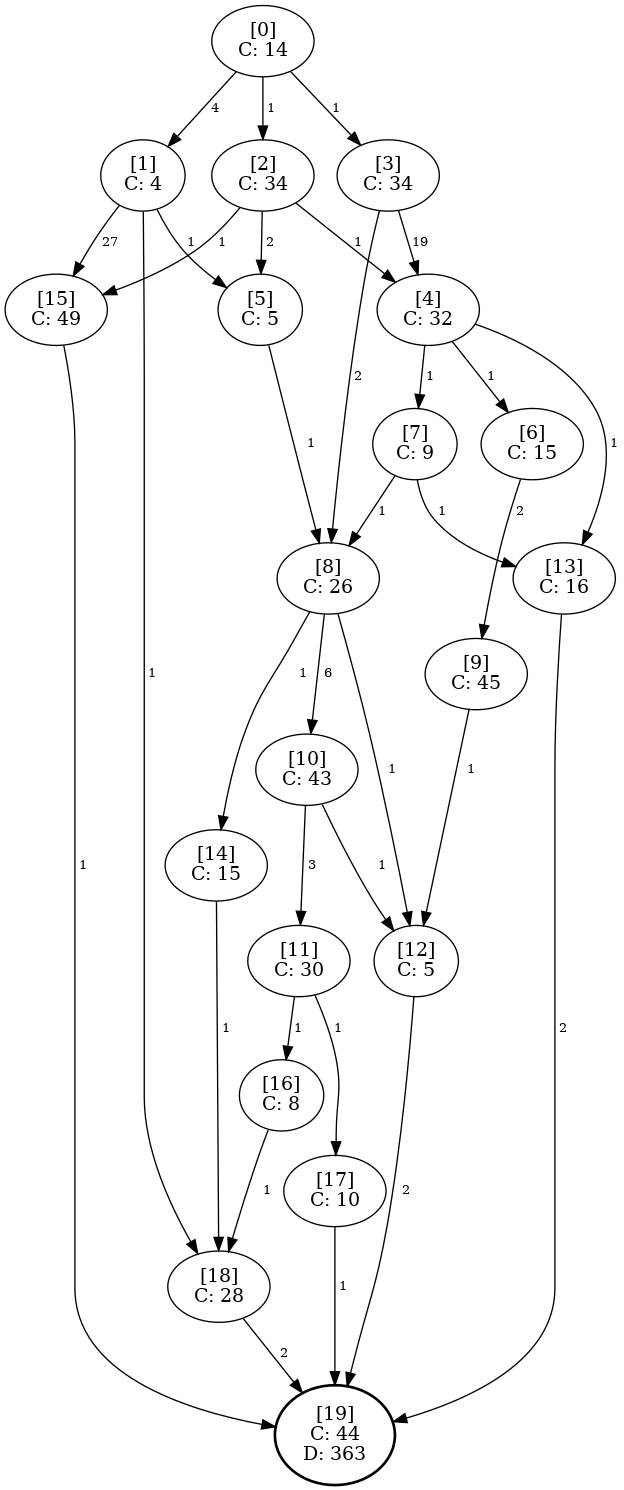 [0]
C: 14
4
1
1
[1]
C: 4
[2]
C: 34
[3]
C: 34
27
1
1
2
1
19
[15]
C: 49
[5]
C: 5
[4]
C: 32
2
1
1
1
1
[7]
C: 9
[6]
C: 15
1
1
2
[8]
C: 26
[13]
C: 16
1
1
6
[9]
C: 45
1
1
[10]
C: 43
1
3
1
[14]
C: 15
[11]
C: 30
[12]
C: 5
1
1
1
2
[16]
C: 8
[17]
C: 10
1
2
[18]
C: 28
1
2
[19]
C: 44
D: 363